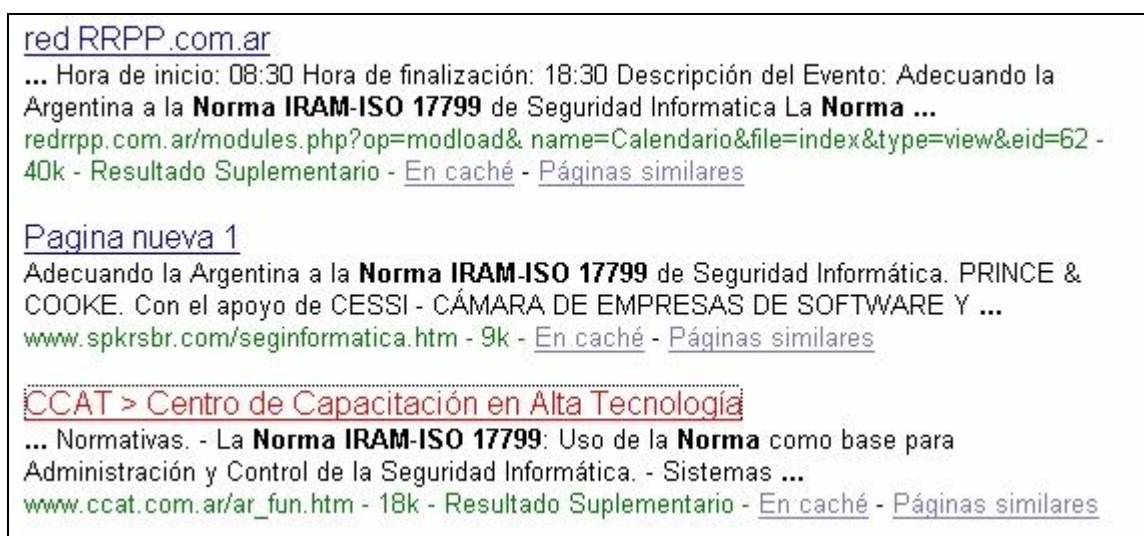 red RRPP.com.ar
... Hora de inicio: 08:30 Hora de finalización: 18:30 Descripción del Evento: Adecuando la
Argentina a la Norma IRAM-ISO 17799 de Seguridad Informatica La Norma ...
redrrpp.com.ar/modules.php?op=modload& name=Calendario&file=index&type=view&eid=62 -
40k - Resultado Suplementario - En caché - Páginas similares
Pagina nueva 1
Adecuando la Argentina a la Norma IRAM-ISO 17799 de Seguridad Informática. PRINCE &
COOKE. Con el apoyo de CESSI - CÁMARA DE EMPRESAS DE SOFTWARE Y ...
www.spkrsbr.com/seginformatica.htm - 9k - En caché - Páginas similares
CCAT > Centro de Capacitación en Alta Tecnología
... Normativas. - La Norma IRAM-ISO 17799: Uso de la Norma como base para
Administración y Control de la Seguridad Informática. - Sistemas ...
www.ccat.com.ar/ar_fun.htm - 18k - Resultado Suplementario - En caché - Páginas similares